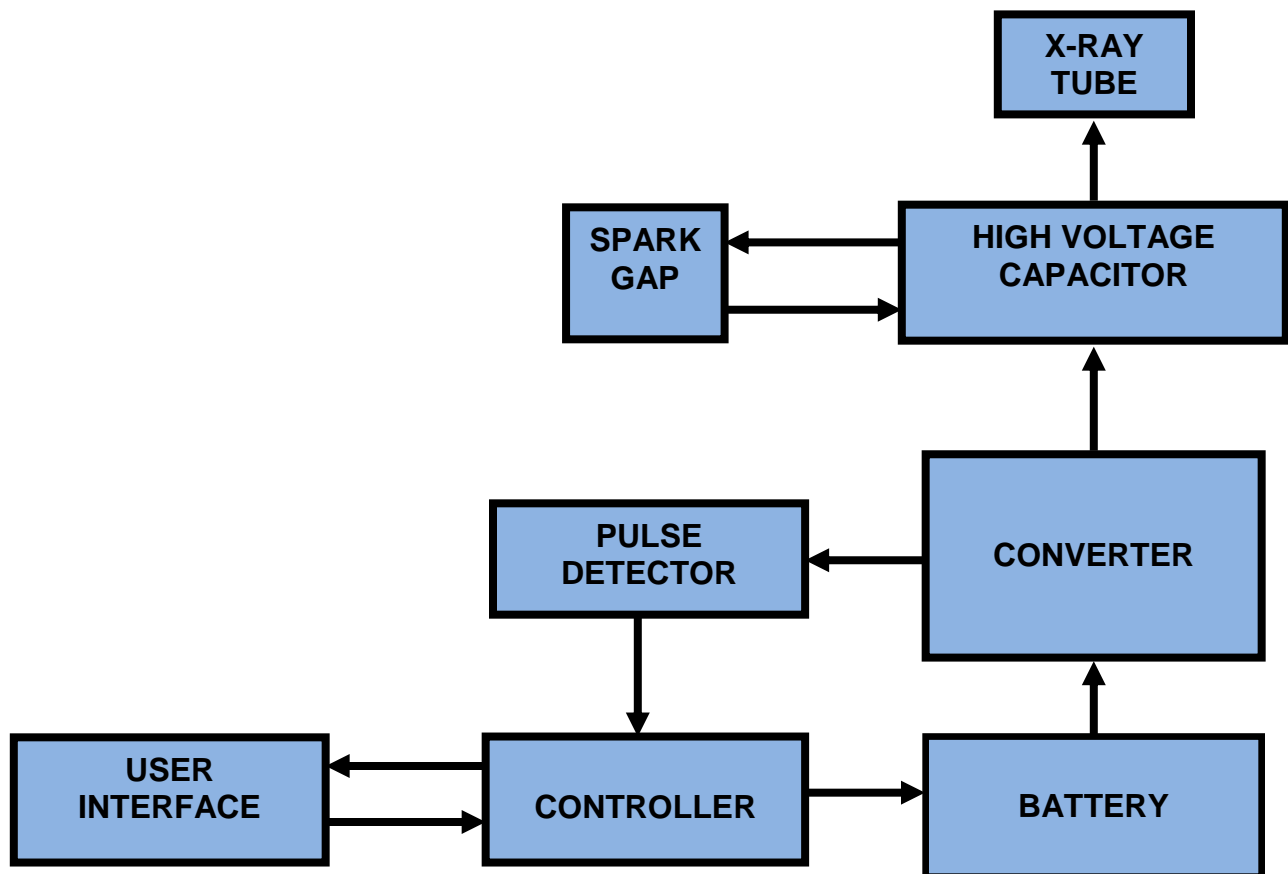 X-RAY
TUBE
SPARK
GAP
HIGH VOLTAGE
CAPACITOR
PULSE
DETECTOR
CONVERTER
USER
INTERFACE
CONTROLLER
BATTERY